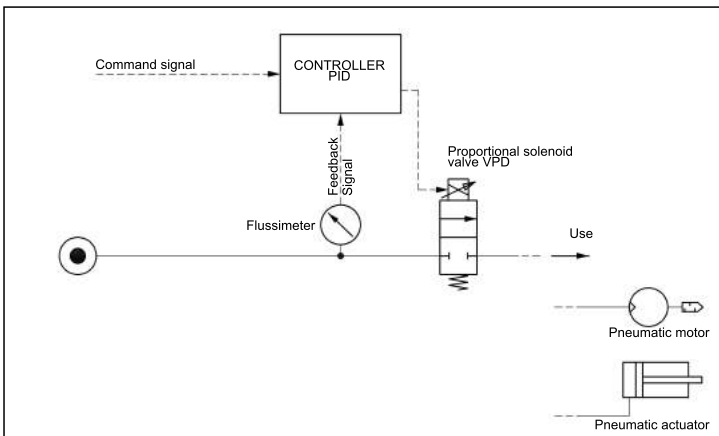 Command signal
CONTROLLER
PID
Feedback
Signal
Proportional solenoid
valve VPD
Flussimeter
Use
Pneumatic motor
Pneumatic actuator